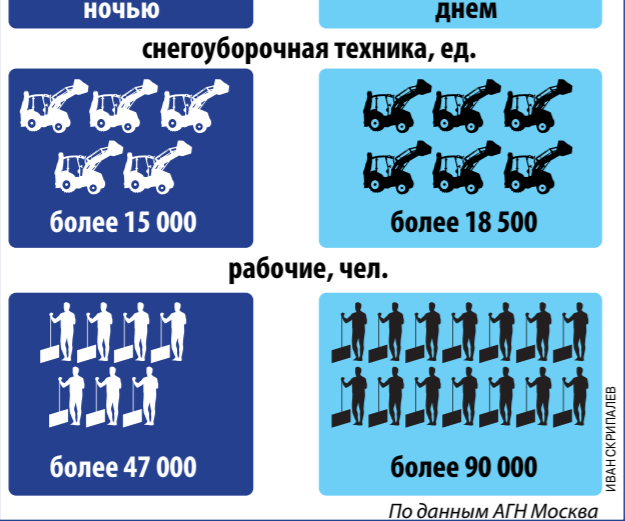 ночью
днем
снегоуборочная техника, ед.
более 15 000
более 18 500
рабочие, чел.
более 47 000
более 90 000
ИВАН СКРИПАЛЕВ
По данным АГН Москва